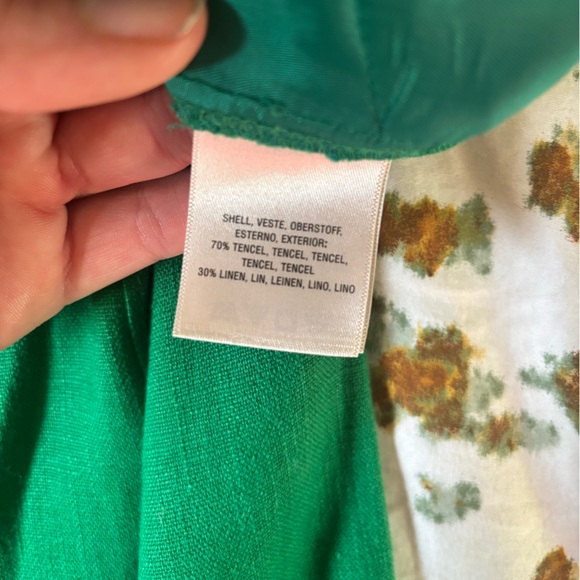 SHELL, VESTE, OBERSTOFF,
ESTERNO, EXTERIOR:
70% TENCEL, TENCEL, TENCEL,
TENCEL, TENCEL
30% LINEN, LIN, LEINEN, LINO, LINO